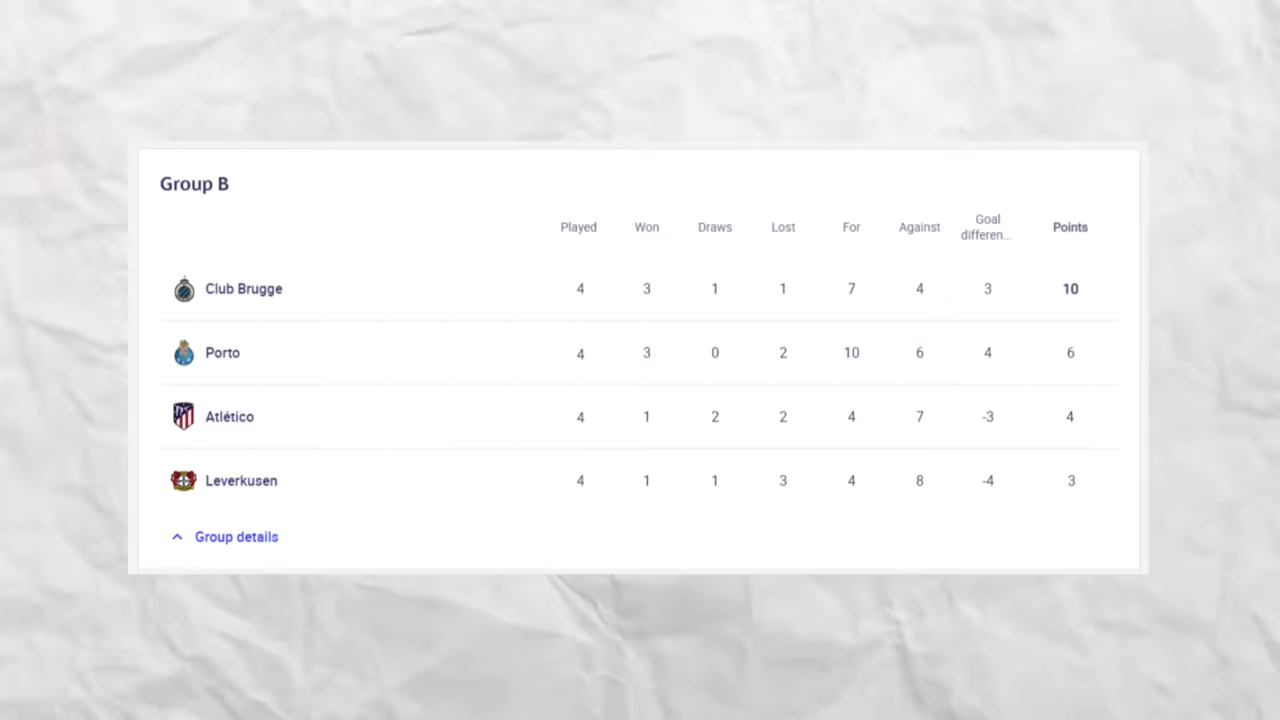 Group B
Played Won Draws Lost For Against Goal differen... Points
Club Brugge 4 3 1 1 7 4 3 10
Porto 4 3 0 2 10 6 4 6
Atlético 4 1 2 2 4 7 -3 4
Leverkusen 4 1 1 3 4 8 -4 3
Group details